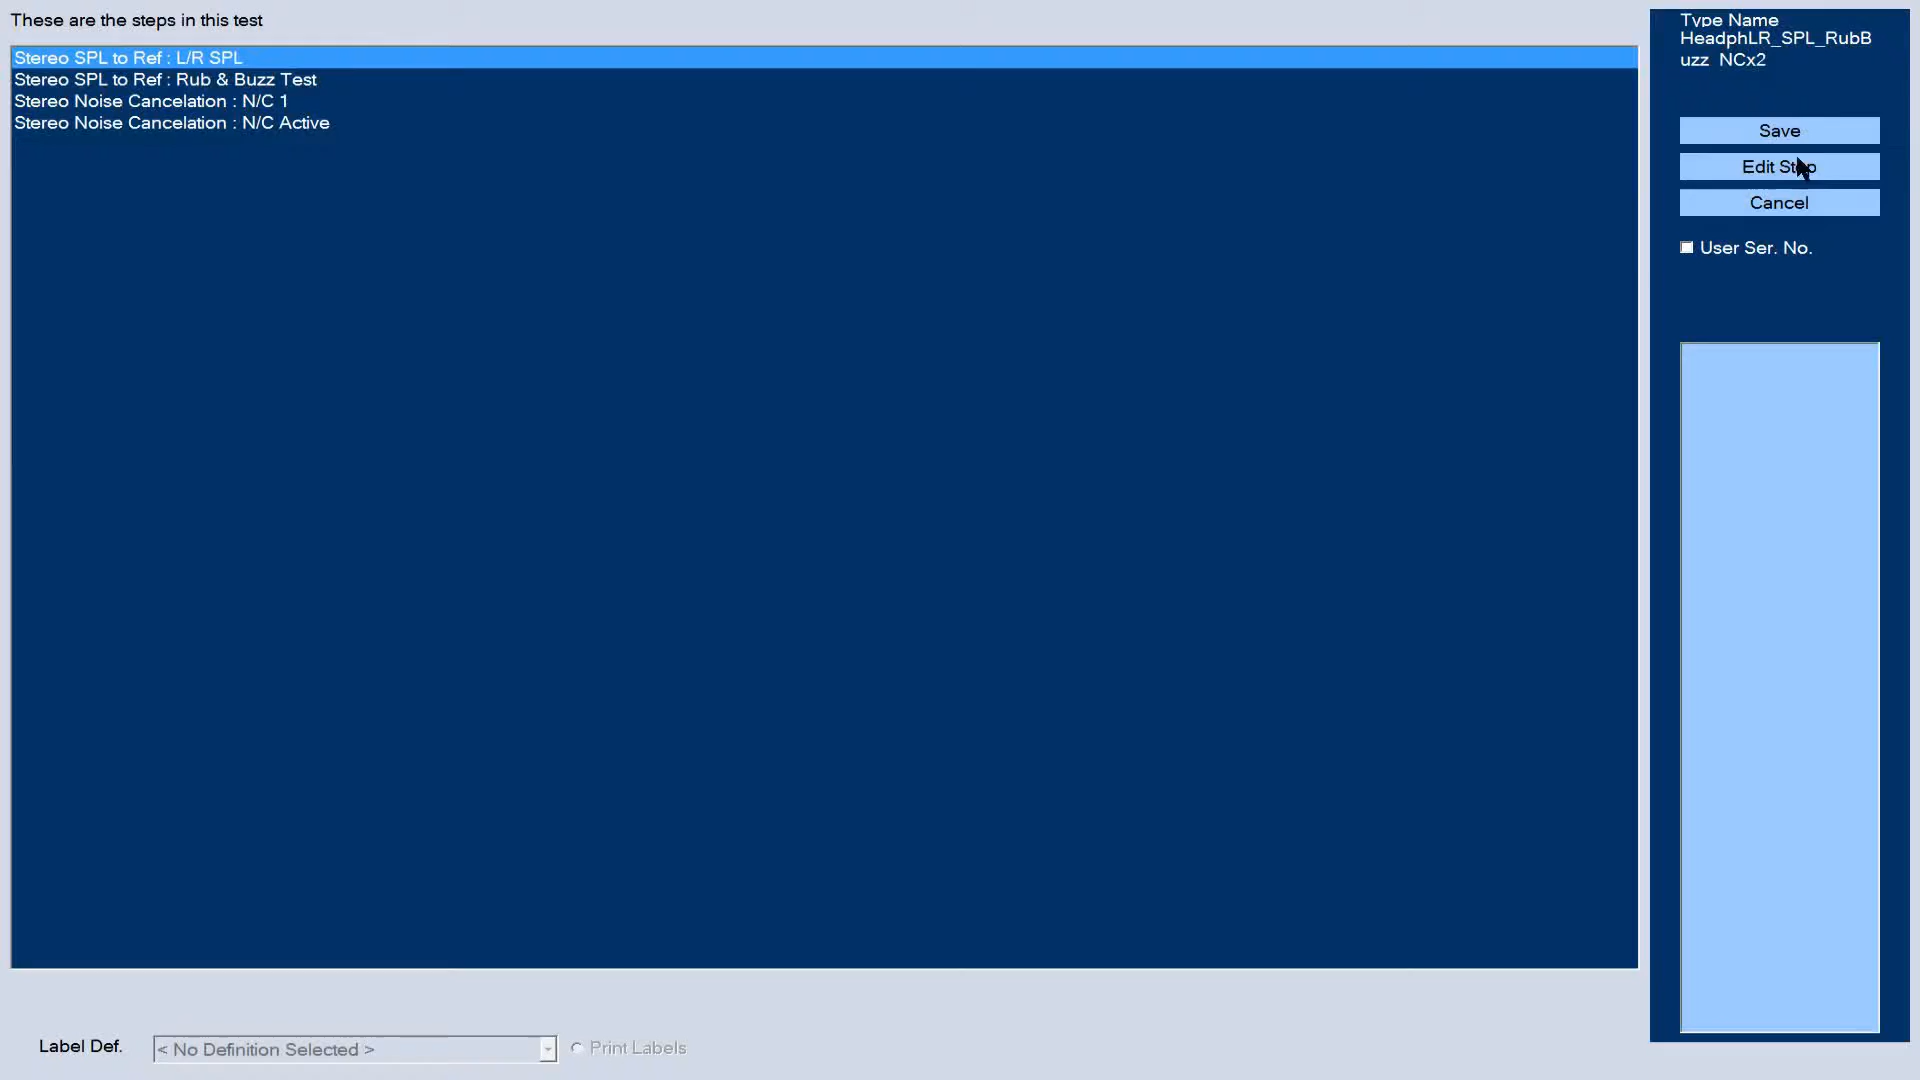 These are the steps in this test
Stereo SPL to Ref : L/R SPL
Stereo SPL to Ref : Rub & Buzz Test
Stereo Noise Cancelation : N/C 1
Stereo Noise Cancelation : N/C Active
Type Name
HeadphLR_SPL_RubB
uzz NCx2
Save
Edit Step
Cancel
User Ser. No.
Label Def.
< No Definition Selected >
Print Labels